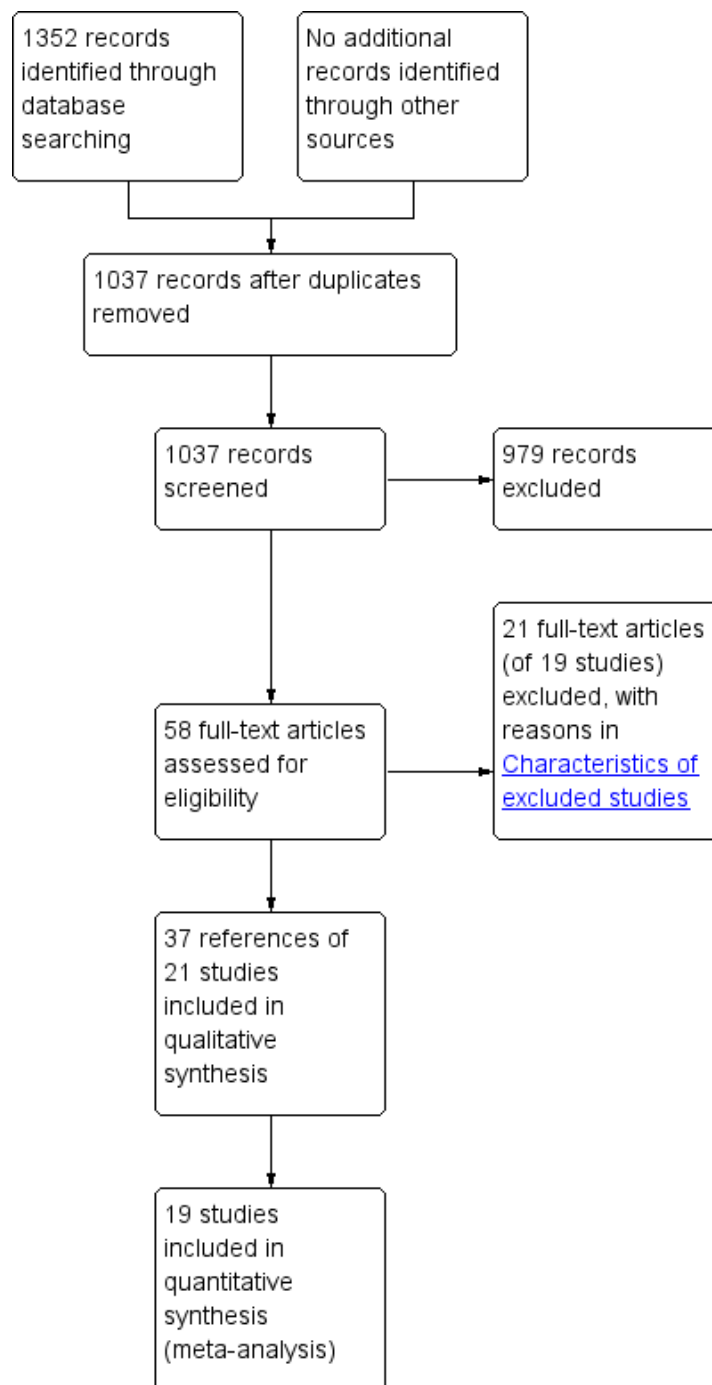 1352 records
identified through
database
searching
No additional
records identified
through other
sources
1037 records after duplicates
removed
1037 records
screened
979 records
excluded
21 full-text articles
(of 19 studies)
excluded, with
reasons in
Characteristics of
excluded studies
58 full-text articles
assessed for
eligibility
37 references of
21 studies
included in
qualitative
synthesis
19 studies
included in
quantitative
synthesis
(meta-analysis)